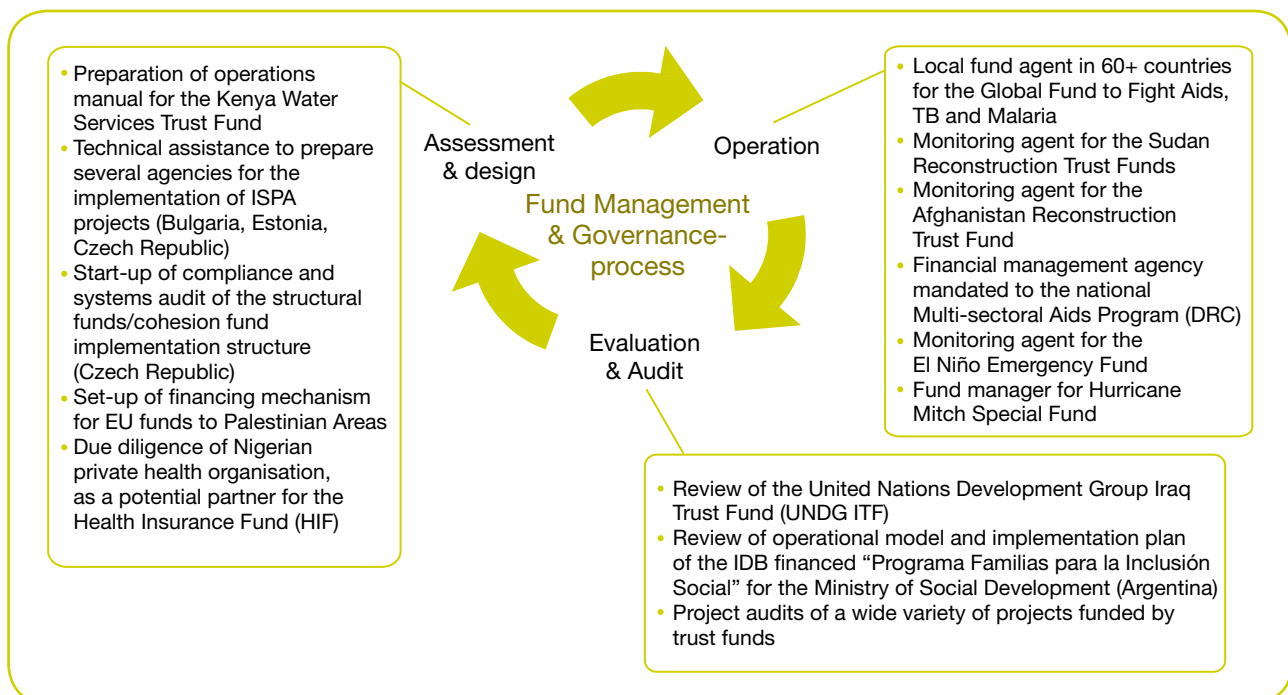 • Preparation of operations
manual for the Kenya Water
Services Trust Fund
• Technical assistance to prepare
several agencies for the
implementation of ISPA
projects (Bulgaria, Estonia,
Czech Republic)
• Start-up of compliance and
systems audit of the structural
funds/cohesion fund
implementation structure
(Czech Republic)
• Set-up of financing mechanism
for EU funds to Palestinian Areas
• Due diligence of Nigerian
private health organisation,
as a potential partner for the
Health Insurance Fund (HIF)
Assessment
& design
Operation
Fund Management
& Governance-
process
Evaluation
& Audit
• Local fund agent in 60+ countries
for the Global Fund to Fight Aids,
TB and Malaria
• Monitoring agent for the Sudan
Reconstruction Trust Funds
• Monitoring agent for the
Afghanistan Reconstruction
Trust Fund
• Financial management agency
mandated to the national
Multi-sectoral Aids Program (DRC)
• Monitoring agent for the
El Niño Emergency Fund
• Fund manager for Hurricane
Mitch Special Fund
• Review of the United Nations Development Group Iraq
Trust Fund (UNDG ITF)
• Review of operational model and implementation plan
of the IDB financed “Programa Familias para la Inclusión
Social” for the Ministry of Social Development (Argentina)
• Project audits of a wide variety of projects funded by
trust funds